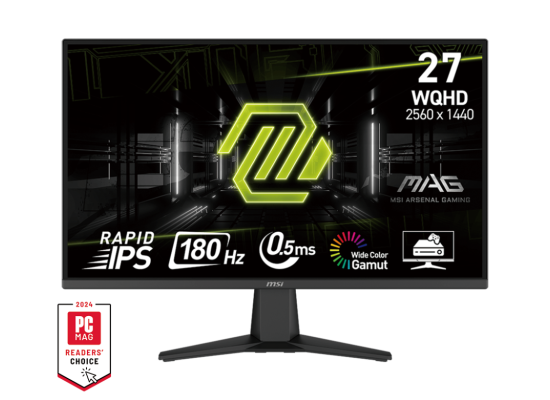 27
WQHD
2560 x 1440
MAG
MSI ARSENAL GAMING
RAPID
IPS
180 Hz
0.5ms
Wide Color
Gamut
msi
2024
PC
MAG
READERS'
CHOICE